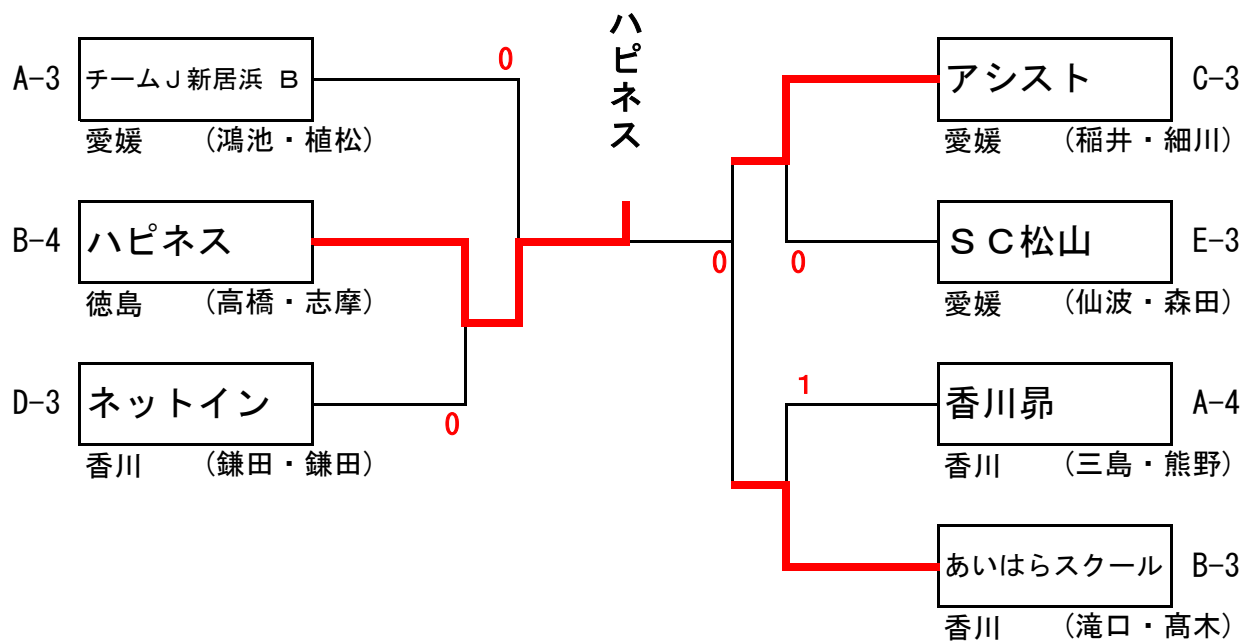 ハピネス
A-3
チームJ新居浜 B
愛媛 (鴻池・植松)
0
B-4
ハピネス
徳島 (高橋・志摩)
D-3
ネットイン
香川 (鎌田・鎌田)
0
アシスト
C-3
愛媛 (稲井・細川)
SC松山
E-3
愛媛 (仙波・森田)
0
0
1
香川昴
A-4
香川 (三島・熊野)
あいはらスクール
B-3
香川 (滝口・髙木)